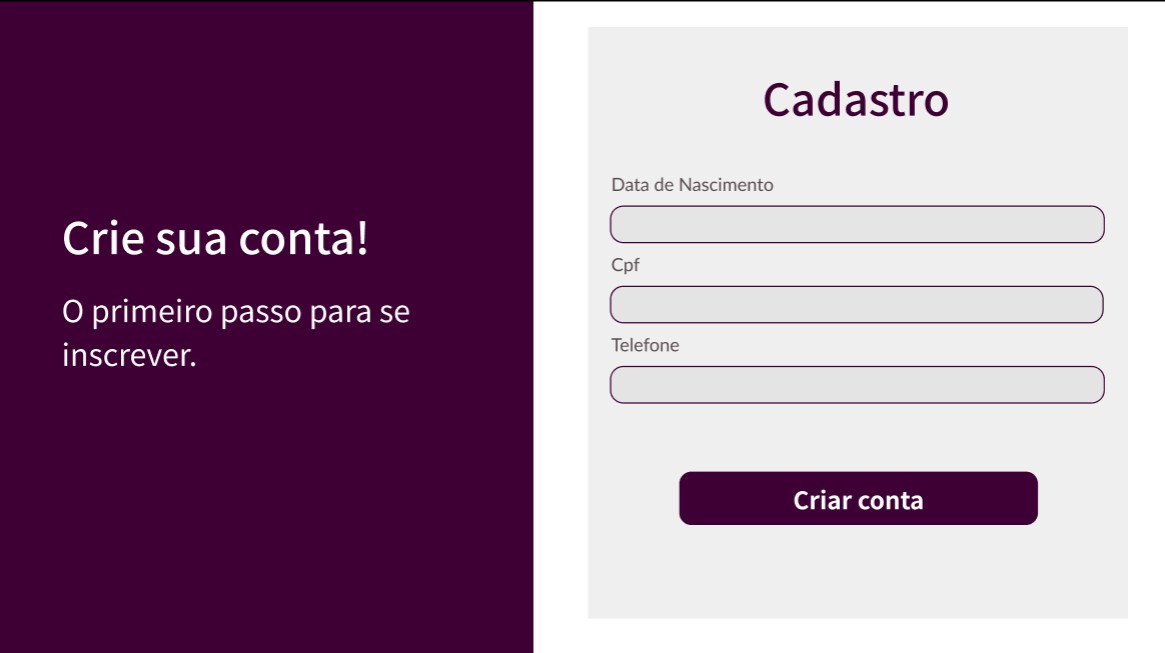 Crie sua conta!
O primeiro passo para se
inscrever.
Cadastro
Data de Nascimento
Cpf
Telefone
Criar conta